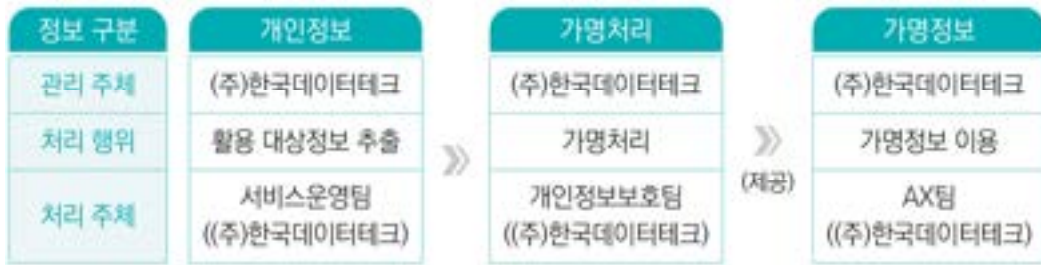 정보 구분 개인정보 가명처리 가명정보
관리 주체 (주)한국데이터테크 (주)한국데이터테크 (주)한국데이터테크
처리 행위 활용 대상정보 추출 가명처리 가명정보 이용
》 》
(제공)
처리 주체 서비스운영팀 개인정보보호팀 AX팀
((주)한국데이터테크) ((주)한국데이터테크) ((주)한국데이터테크)